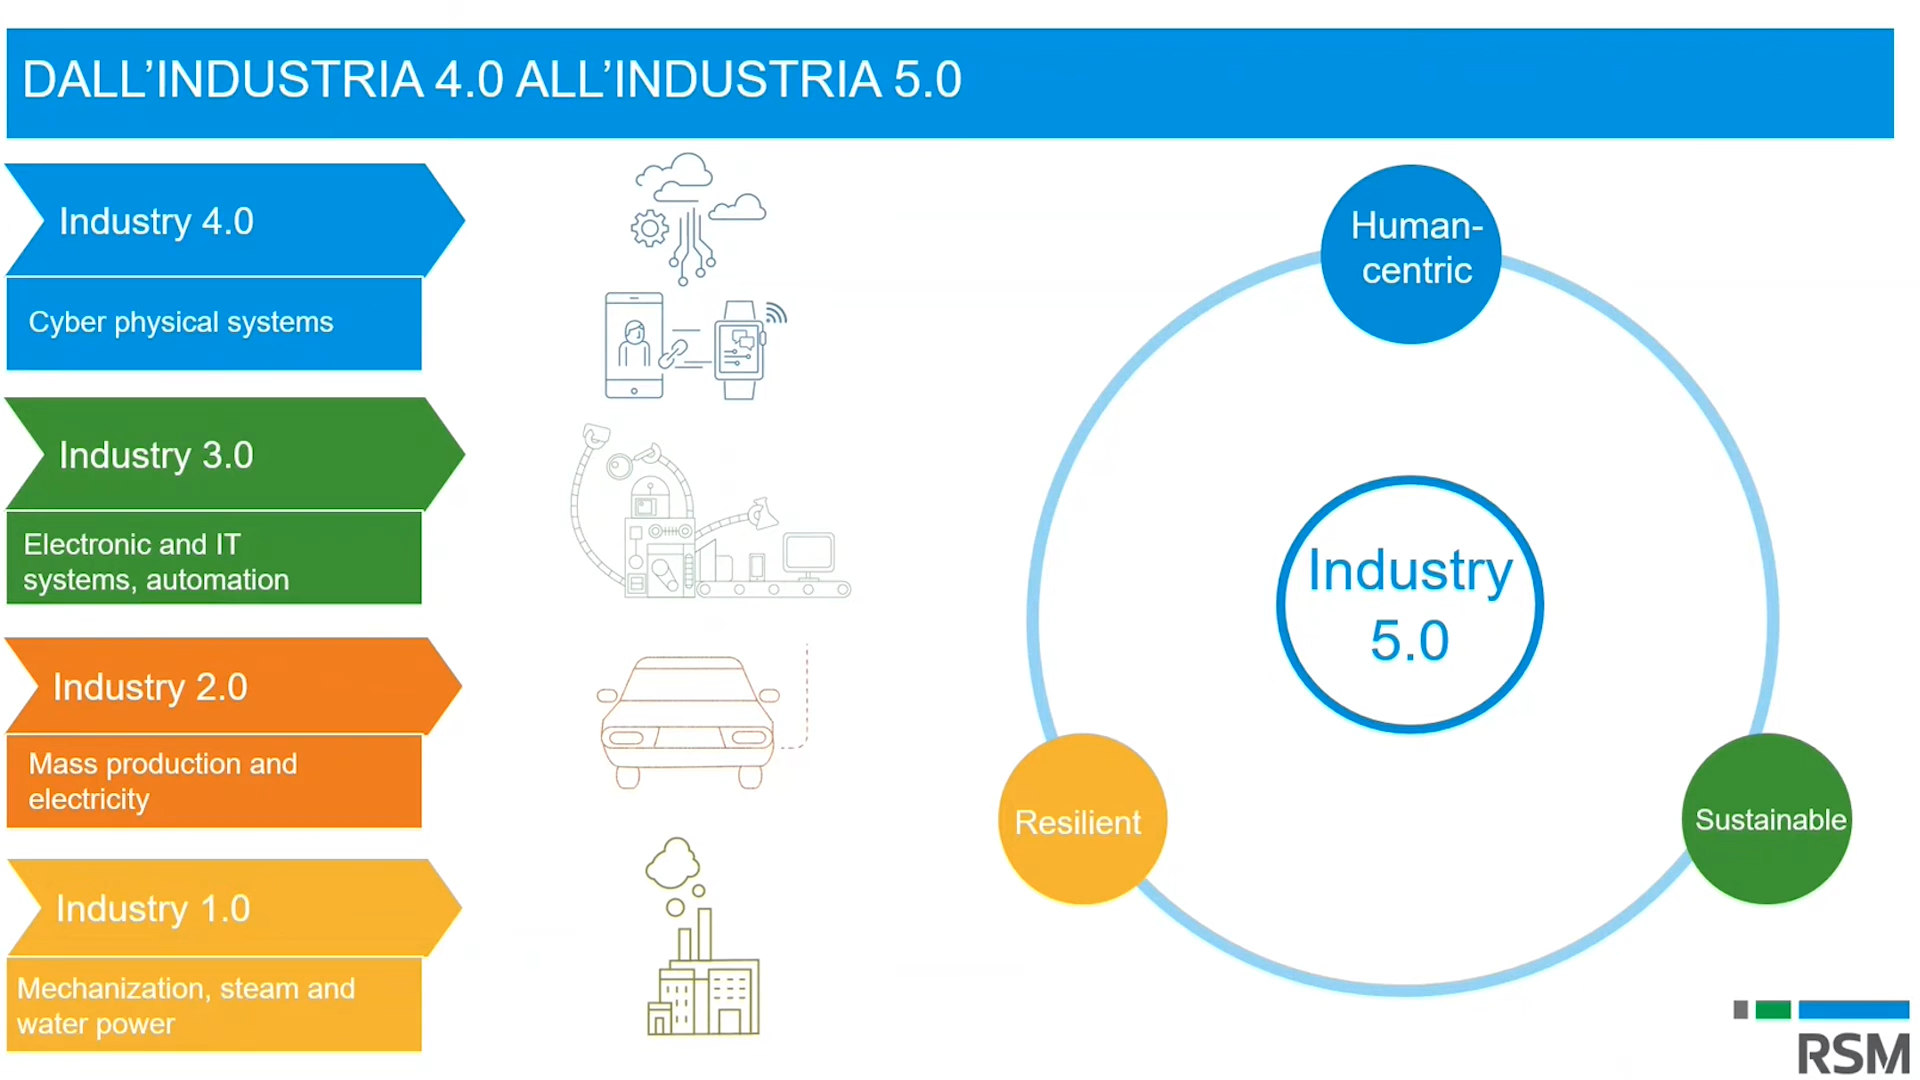 DALL’INDUSTRIA 4.0 ALL’INDUSTRIA 5.0
Industry 4.0
Cyber physical systems
Industry 3.0
Electronic and IT
systems, automation
Industry 2.0
Mass production and
electricity
Industry 1.0
Mechanization, steam and
water power
Human-
centric
Industry
5.0
Resilient
Sustainable
RSM